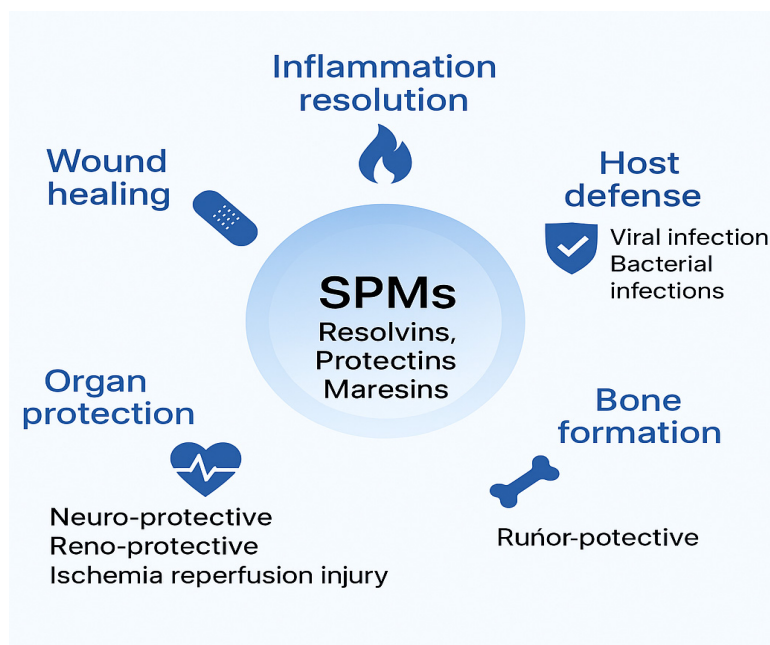 Inflammation
resolution
Wound
healing
Host
defense
Viral infection
Bacterial
infections
SPMs
Resolvins,
Protectins
Maresins
Organ
protection
Neuro-protective
Reno-protective
Ischemia reperfusion injury
Bone
formation
Ruńor-potective